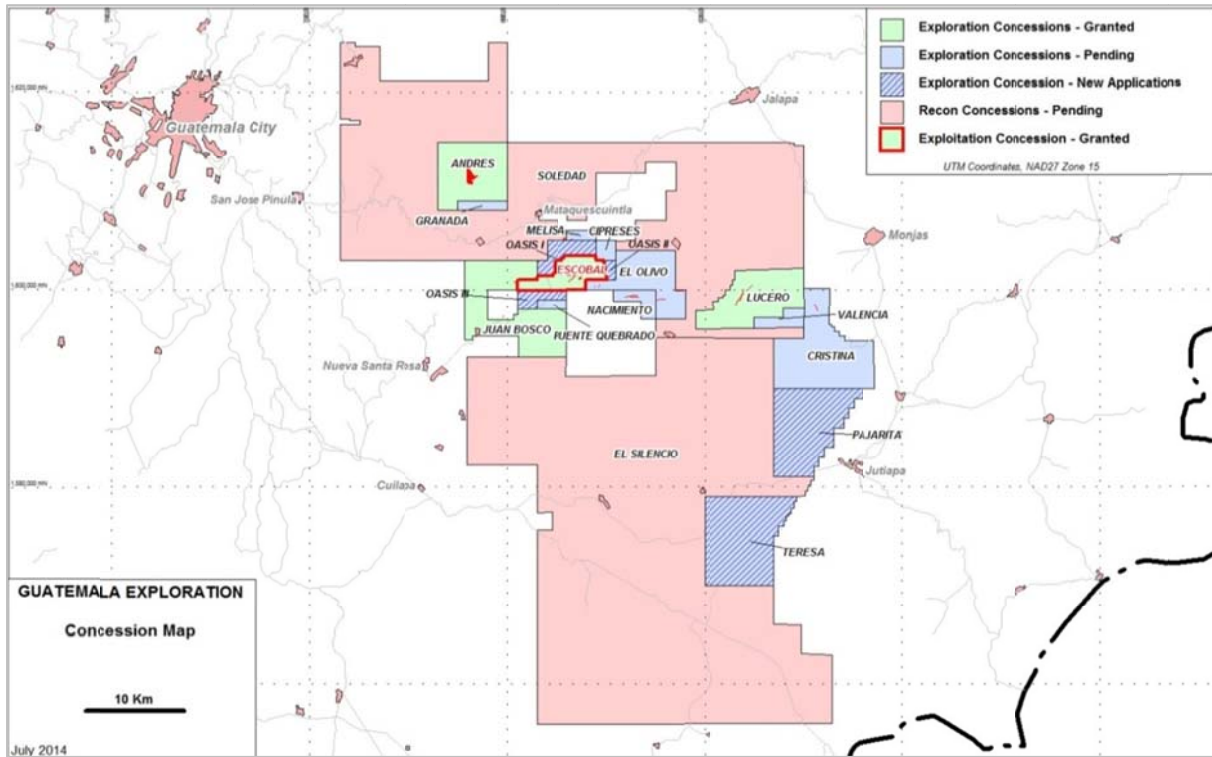 Exploration Concessions - Granted
Exploration Concessions - Pending
Exploration Concession - New Applications
Recon Concessions - Pending
Exploitation Concession - Granted
UTM Coordinates, NAD27 Zone 15
Guatemala City
Jalapa
ANDRES
SOLEDAD
San Jose Pinula
GRANADA
Mataquescuintla
MELISA
CIPRESES
Monjas
OASIS I
OASIS II
ESCOBAL
EL OLIVO
OASIS III
LUCERO
NACIMIENTO
VALENCIA
JUAN BOSCO
PUENTE QUEBRADO
CRISTINA
Nueva Santa Rosa
PAJARITA
EL SILENCIO
Jutiapa
Cuilapa
TERESA
GUATEMALA EXPLORATION
Concession Map
10 Km
July 2014